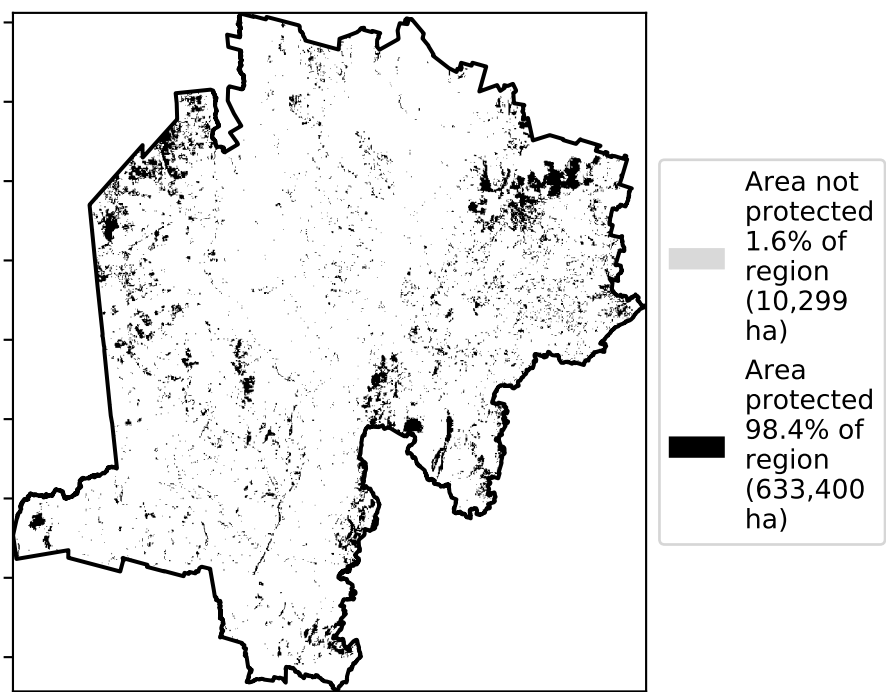 Area not
protected
1.6% of
region
(10,299
ha)
Area
protected
98.4% of
region
(633,400
ha)